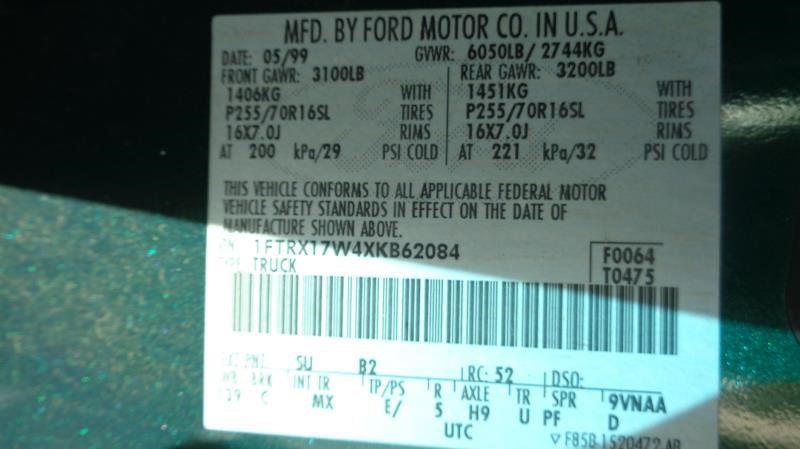 MFD. BY FORD MOTOR CO. IN U.S.A.
DATE: 05/99 GVWR: 6050LB/ 2744KG
FRONT GAWR: 3100LB REAR GAWR: 3200LB
1406KG WITH 1451KG WITH
P255/70R16SL TIRES P255/70R16SL TIRES
16X7.0J RIMS 16X7.0J RIMS
AT 200 kPa/29 PSI COLD AT 221 kPa/32 PSI COLD
THIS VEHICLE CONFORMS TO ALL APPLICABLE FEDERAL MOTOR
VEHICLE SAFETY STANDARDS IN EFFECT ON THE DATE OF
MANUFACTURE SHOWN ABOVE.
1FTRX17W4XKB62084 F0064
TYPE TRUCK T0475
EXT PNT SU B2 RC: 52 DSO:
WB BRK INT TR TP/PS R AXLE TR SPR 9VNAA
139 C MX E/ 5 H9 U PF D
UTC
F85B-1520472-AB